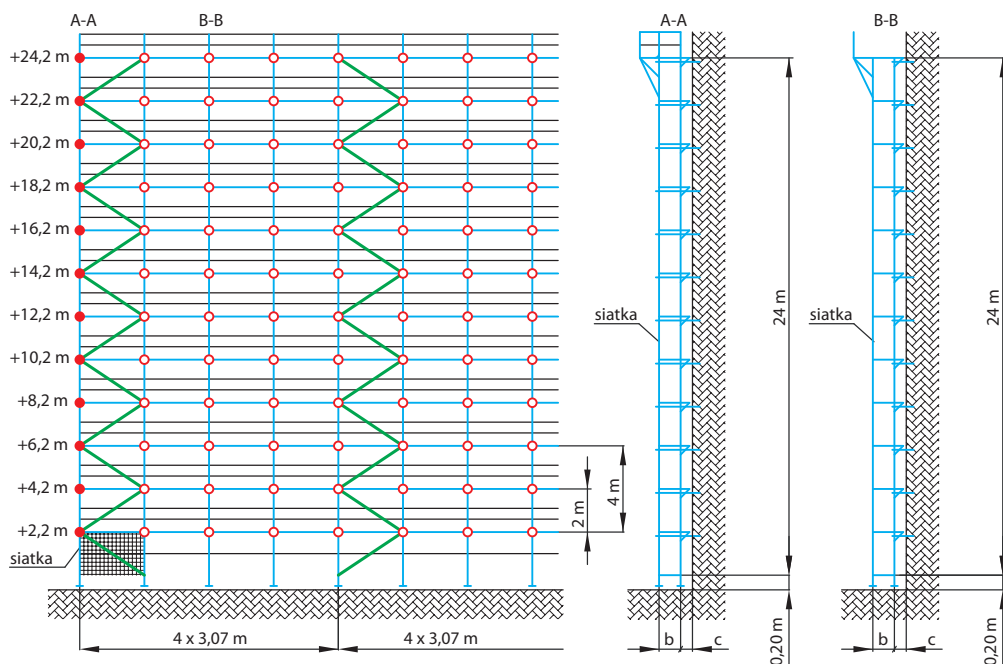 A-A
B-B
+24,2 m
+22,2 m
+20,2 m
+18,2 m
+16,2 m
+14,2 m
+12,2 m
+10,2 m
+8,2 m
+6,2 m
+4,2 m
+2,2 m
siatka
4 x 3,07 m
4 x 3,07 m
2 m
4 m
A-A
siatka
24 m
0,20 m
b
c
B-B
siatka
24 m
0,20 m
b
c